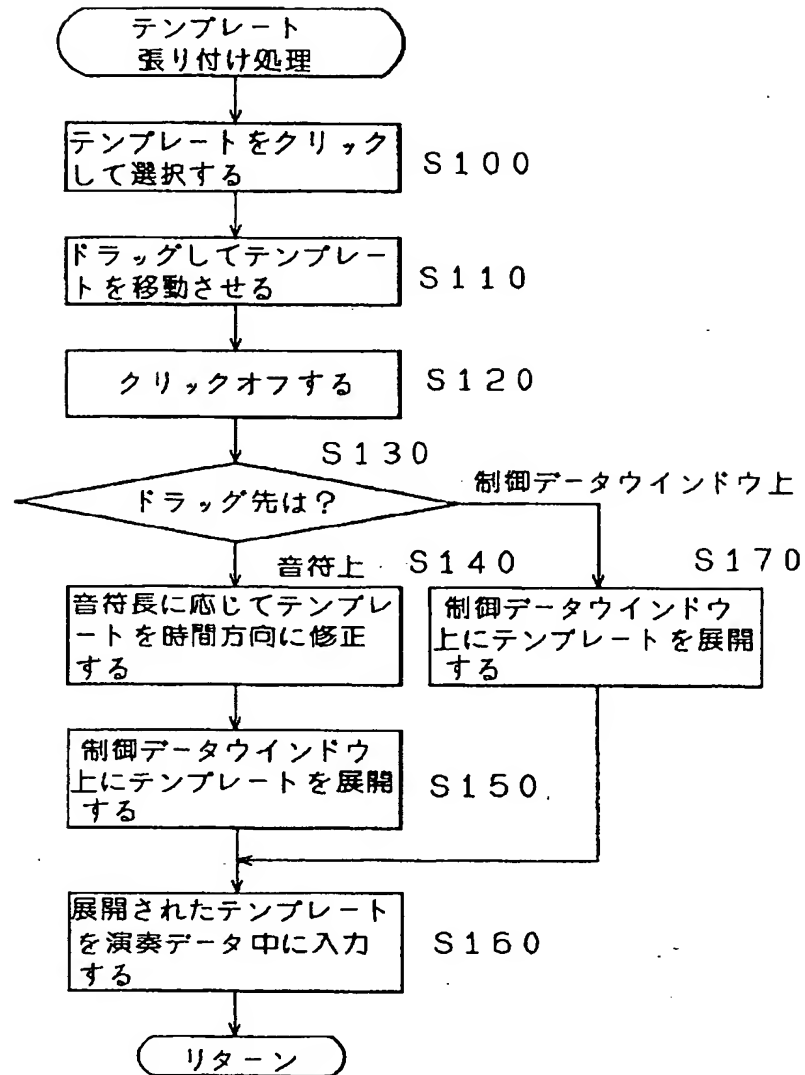 テンプレート
張り付け処理
テンプレートをクリック
して選択する
S100
ドラッグしてテンプレー
トを移動させる
S110
クリックオフする
S120
S130
ドラッグ先は?
制御データウインドウ上
音符上
S140
S170
音符長に応じてテンプレ
ートを時間方向に修正
する
制御データウインドウ
上にテンプレートを展開
する
制御データウインドウ
上にテンプレートを展開
する
S150
展開されたテンプレート
を演奏データ中に入力
する
S160
リターン